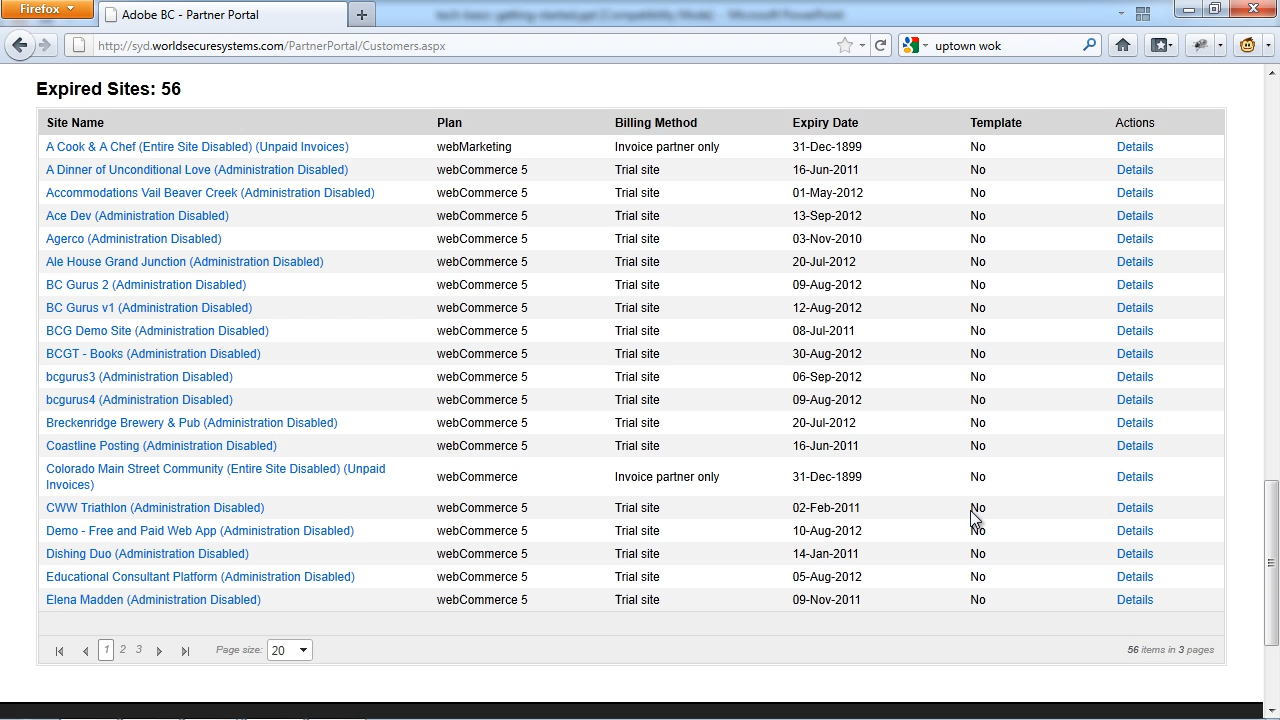 Firefox
Adobe BC - Partner Portal
tech-basic-getting-started.ppt [Compatibility Mode] - Microsoft PowerPoint
http://syd.worldsecuresystems.com/PartnerPortal/Customers.aspx
uptown wok
Expired Sites: 56
Site Name Plan Billing Method Expiry Date Template Actions
A Cook & A Chef (Entire Site Disabled) (Unpaid Invoices) webMarketing Invoice partner only 31-Dec-1899 No Details
A Dinner of Unconditional Love (Administration Disabled) webCommerce 5 Trial site 16-Jun-2011 No Details
Accommodations Vail Beaver Creek (Administration Disabled) webCommerce 5 Trial site 01-May-2012 No Details
Ace Dev (Administration Disabled) webCommerce 5 Trial site 13-Sep-2012 No Details
Agerco (Administration Disabled) webCommerce 5 Trial site 03-Nov-2010 No Details
Ale House Grand Junction (Administration Disabled) webCommerce 5 Trial site 20-Jul-2012 No Details
BC Gurus 2 (Administration Disabled) webCommerce 5 Trial site 09-Aug-2012 No Details
BC Gurus v1 (Administration Disabled) webCommerce 5 Trial site 12-Aug-2012 No Details
BCG Demo Site (Administration Disabled) webCommerce 5 Trial site 08-Jul-2011 No Details
BCGT - Books (Administration Disabled) webCommerce 5 Trial site 30-Aug-2012 No Details
bcgurus3 (Administration Disabled) webCommerce 5 Trial site 06-Sep-2012 No Details
bcgurus4 (Administration Disabled) webCommerce 5 Trial site 09-Aug-2012 No Details
Breckenridge Brewery & Pub (Administration Disabled) webCommerce 5 Trial site 20-Jul-2012 No Details
Coastline Posting (Administration Disabled) webCommerce 5 Trial site 16-Jun-2011 No Details
Colorado Main Street Community (Entire Site Disabled) (Unpaid
Invoices) webCommerce Invoice partner only 31-Dec-1899 No Details
CWW Triathlon (Administration Disabled) webCommerce 5 Trial site 02-Feb-2011 No Details
Demo - Free and Paid Web App (Administration Disabled) webCommerce 5 Trial site 10-Aug-2012 No Details
Dishing Duo (Administration Disabled) webCommerce 5 Trial site 14-Jan-2011 No Details
Educational Consultant Platform (Administration Disabled) webCommerce 5 Trial site 05-Aug-2012 No Details
Elena Madden (Administration Disabled) webCommerce 5 Trial site 09-Nov-2011 No Details
1 2 3 Page size: 20 56 items in 3 pages